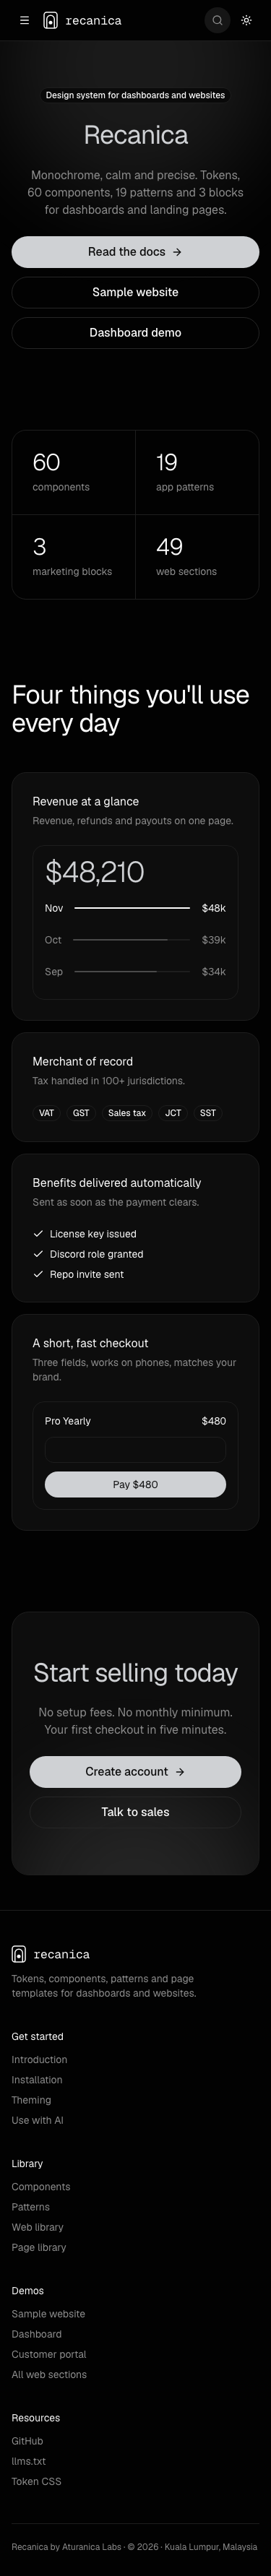 recanica
Design system for dashboards and websites
Recanica
Monochrome, calm and precise. Tokens,
60 components, 19 patterns and 3 blocks
for dashboards and landing pages.
Read the docs
Sample website
Dashboard demo
60
components
19
app patterns
3
marketing blocks
49
web sections
Four things you'll use
every day
Revenue at a glance
Revenue, refunds and payouts on one page.
$48,210
Nov $48k
Oct $39k
Sep $34k
Merchant of record
Tax handled in 100+ jurisdictions.
VAT GST Sales tax JCT SST
Benefits delivered automatically
Sent as soon as the payment clears.
License key issued
Discord role granted
Repo invite sent
A short, fast checkout
Three fields, works on phones, matches your
brand.
Pro Yearly $480
Pay $480
Start selling today
No setup fees. No monthly minimum.
Your first checkout in five minutes.
Create account
Talk to sales
recanica
Tokens, components, patterns and page
templates for dashboards and websites.
Get started
Introduction
Installation
Theming
Use with AI
Library
Components
Patterns
Web library
Page library
Demos
Sample website
Dashboard
Customer portal
All web sections
Resources
GitHub
llms.txt
Token CSS
Recanica by Aturanica Labs · © 2026 · Kuala Lumpur, Malaysia